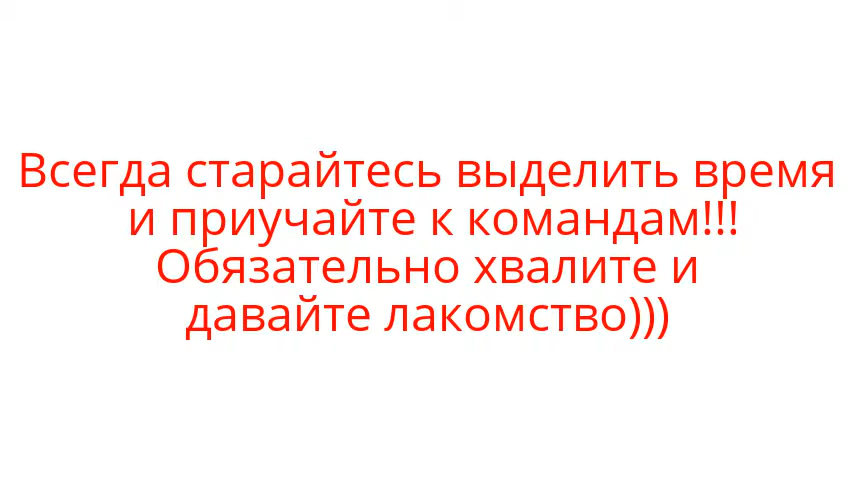 Всегда старайтесь выделить время
и приучайте к командам!!!
Обязательно хвалите и
давайте лакомство)))